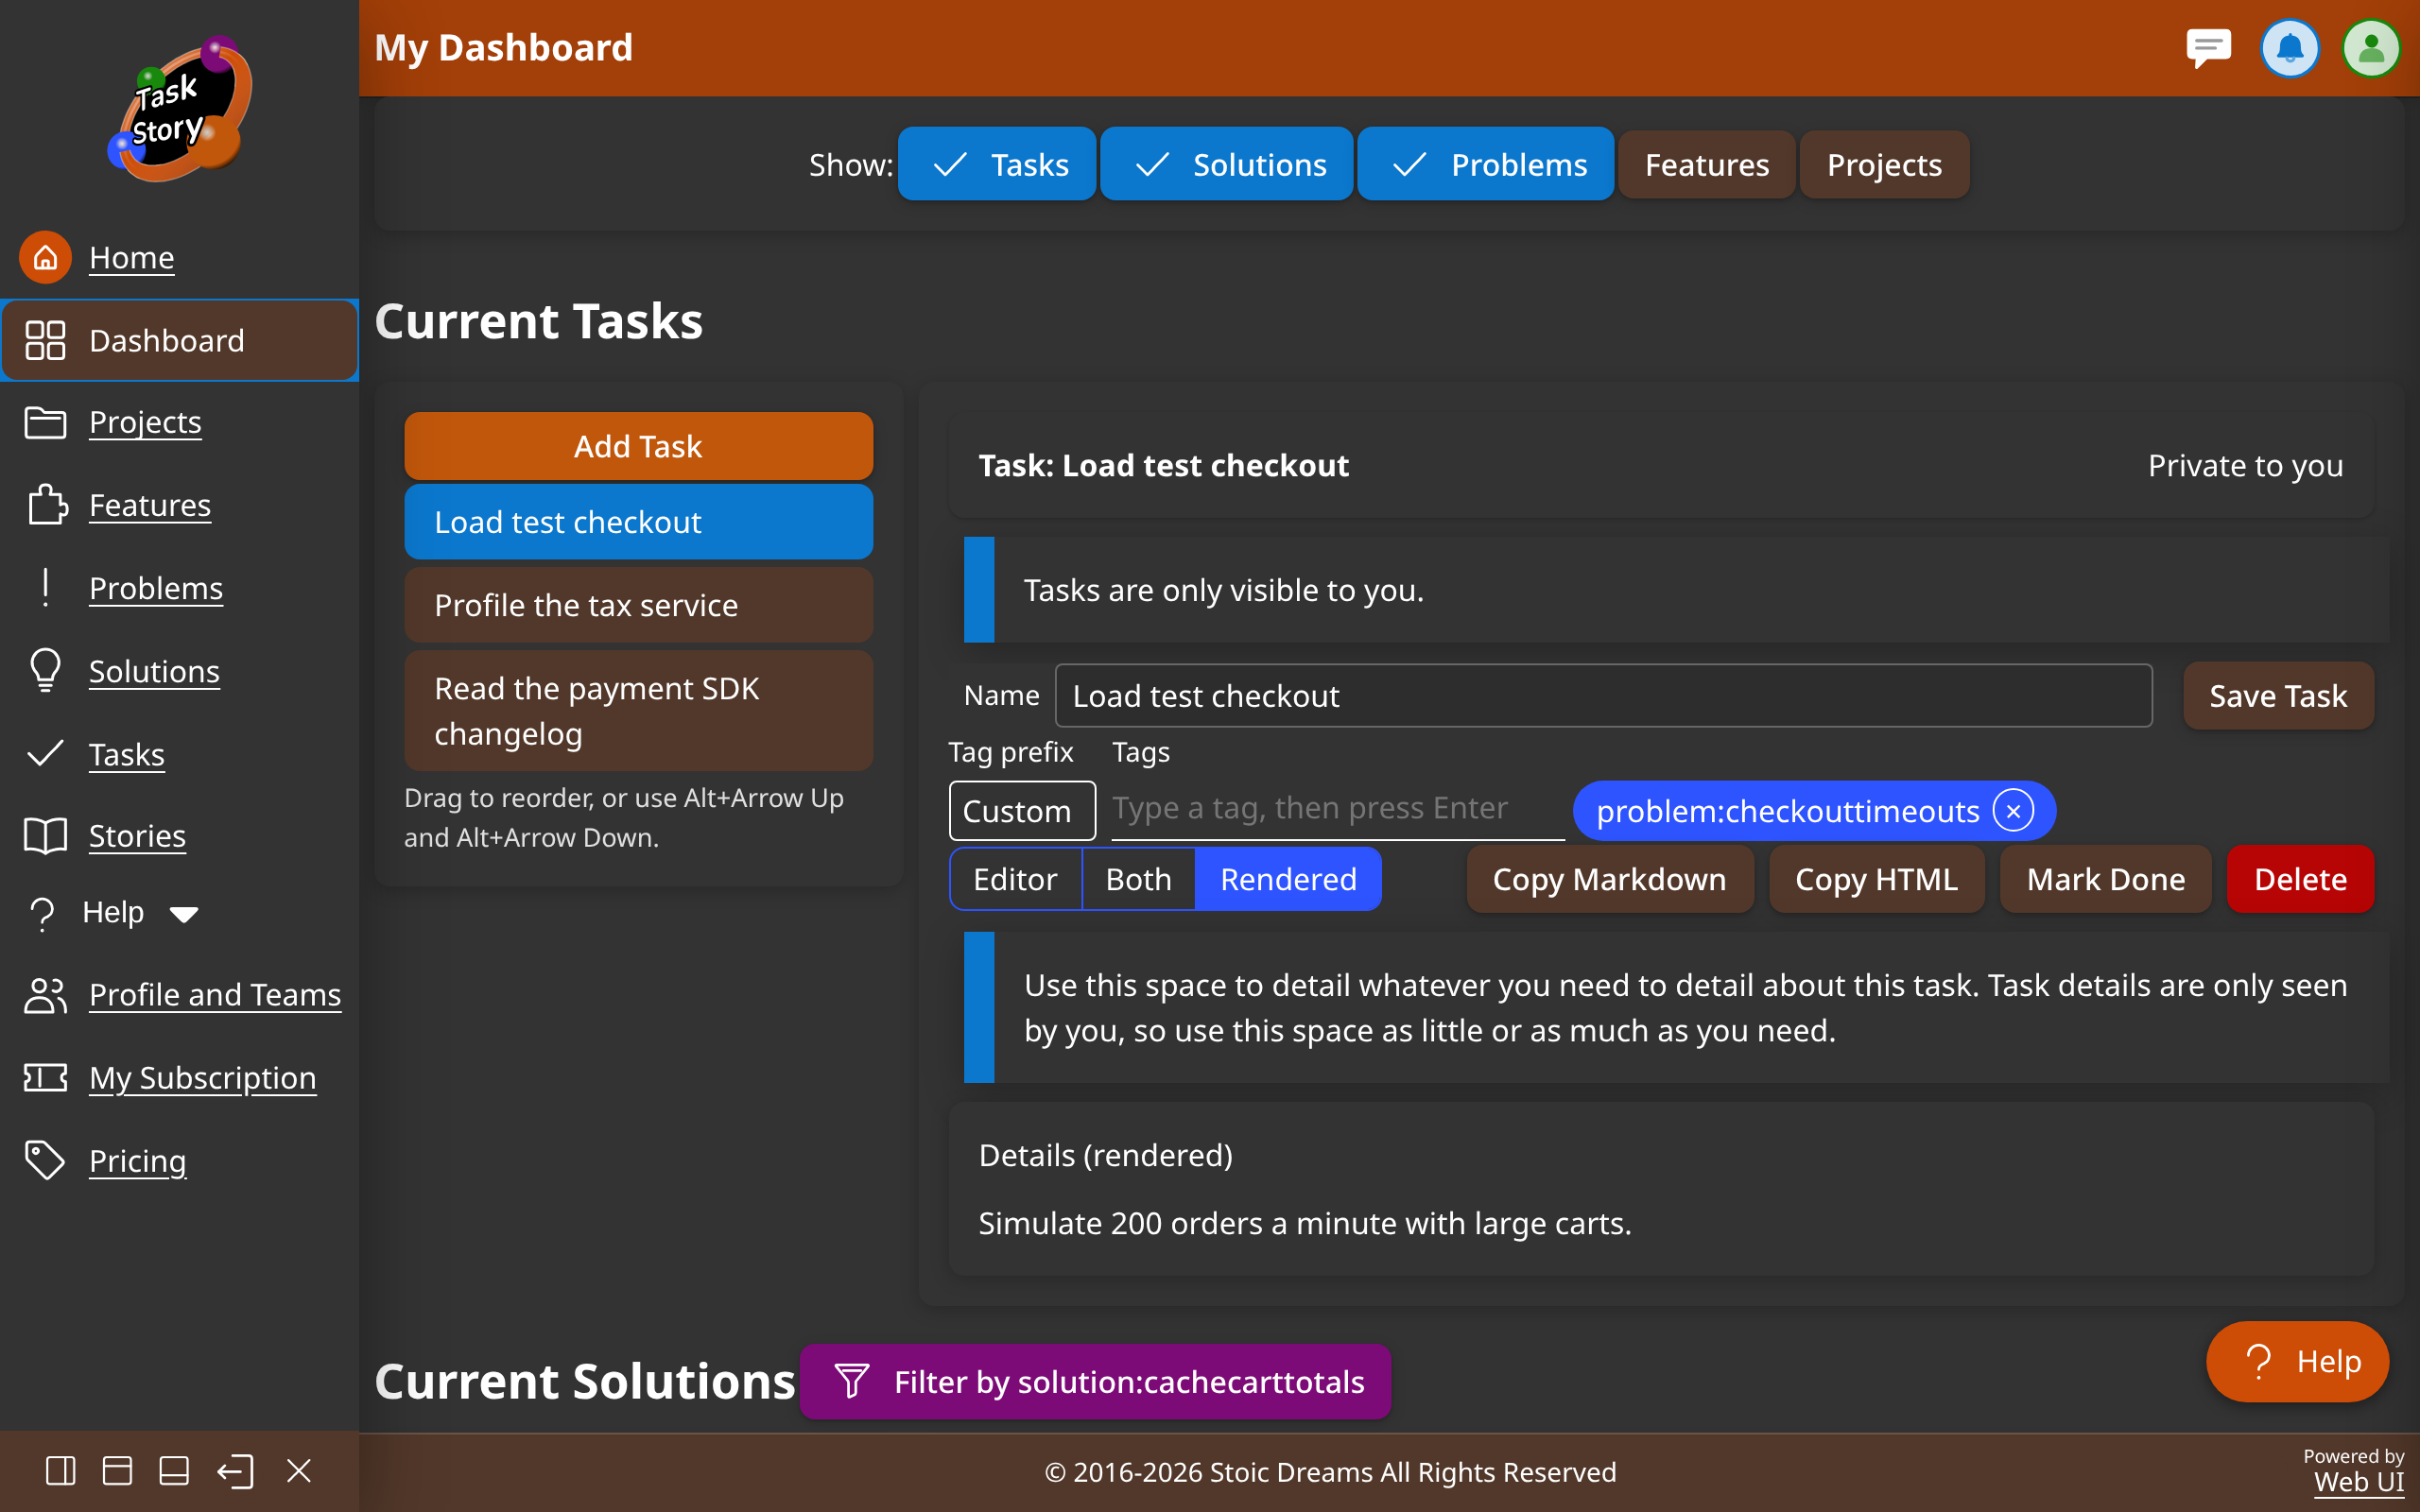 Task
Story
My Dashboard
Home
Dashboard
Projects
Features
Problems
Solutions
Tasks
Stories
Help
Profile and Teams
My Subscription
Pricing
Show:
Tasks
Solutions
Problems
Features
Projects
Current Tasks
Add Task
Load test checkout
Profile the tax service
Read the payment SDK
changelog
Drag to reorder, or use Alt+Arrow Up
and Alt+Arrow Down.
Task: Load test checkout
Private to you
Tasks are only visible to you.
Name
Load test checkout
Save Task
Tag prefix
Tags
Custom
Type a tag, then press Enter
problem:checkouttimeouts
Editor
Both
Rendered
Copy Markdown
Copy HTML
Mark Done
Delete
Use this space to detail whatever you need to detail about this task. Task details are only seen
by you, so use this space as little or as much as you need.
Details (rendered)
Simulate 200 orders a minute with large carts.
Current Solutions
Filter by solution:cachecarttotals
Help
© 2016-2026 Stoic Dreams All Rights Reserved
Powered by
Web UI